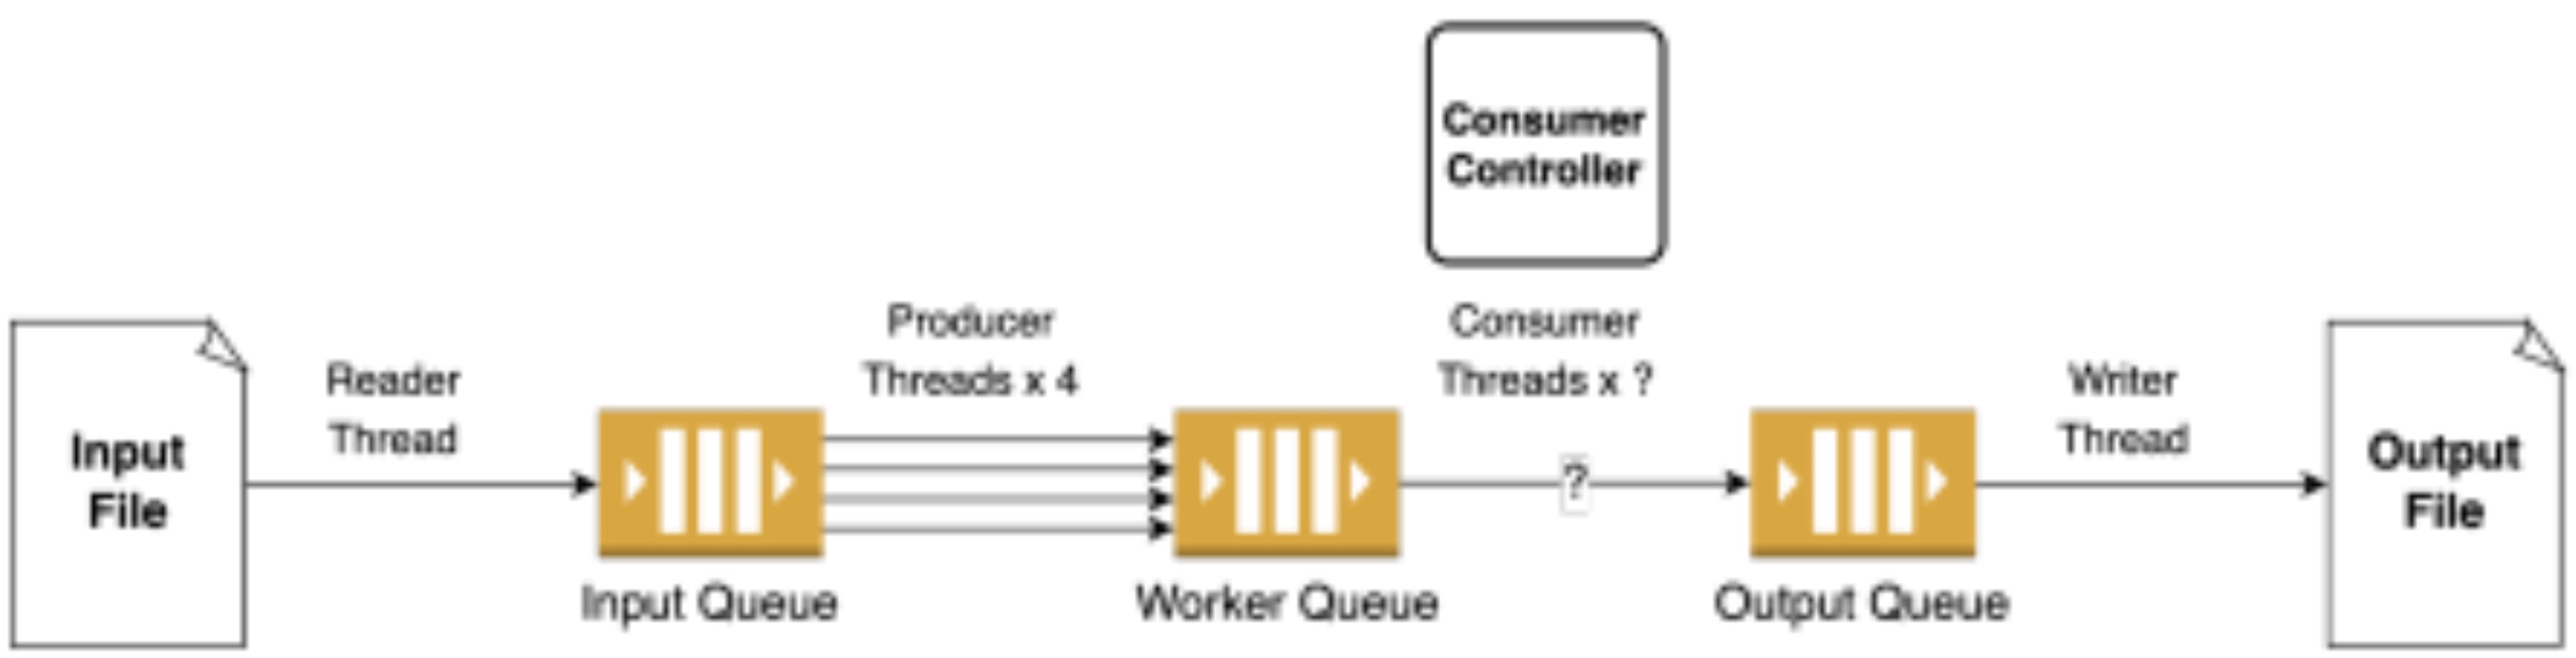 Consumer
Controller
Input
File
Reader
Thread
Input Queue
Producer
Threads x 4
Worker Queue
Consumer
Threads x ?
?
Output Queue
Writer
Thread
Output
File